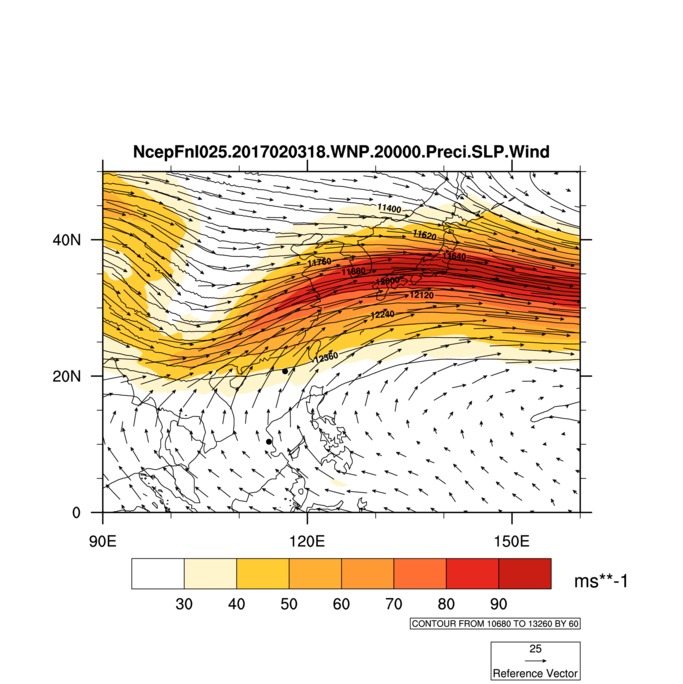 NcepFnl025.2017020318.WNP.20000.Preci.SLP.Wind
11400
11620
40N
11640
11760
11880
12000
12120
12240
12360
20N
0
90E 120E 150E
ms**-1
30 40 50 60 70 80 90
CONTOUR FROM 10680 TO 13260 BY 60
25
Reference Vector